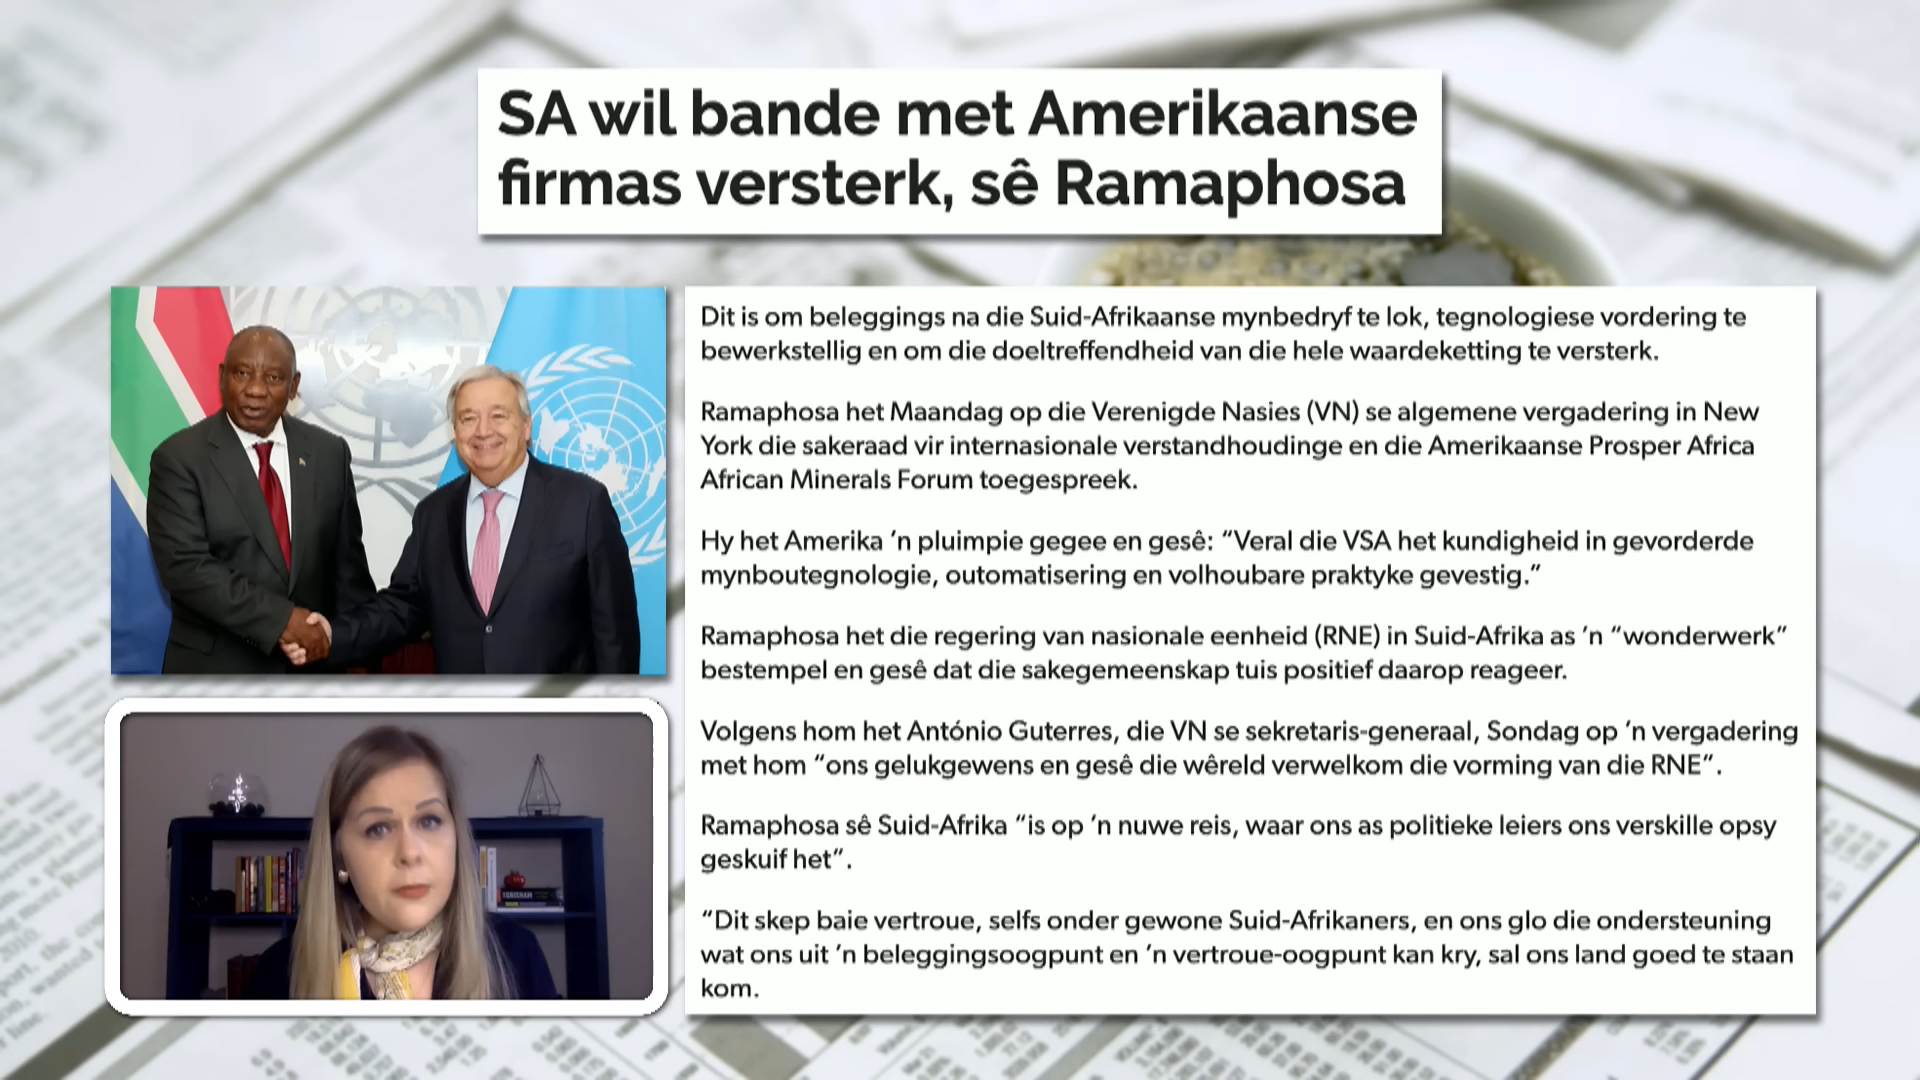 SA wil bande met Amerikaanse
firmas versterk, sê Ramaphosa
Dit is om beleggings na die Suid-Afrikaanse mynbedryf te lok, tegnologiese vordering te
bewerkstellig en om die doeltreffendheid van die hele waardeketting te versterk.
Ramaphosa het Maandag op die Verenigde Nasies (VN) se algemene vergadering in New
York die sakeraad vir internasionale verstandhoudinge en die Amerikaanse Prosper Africa
African Minerals Forum toegespreek.
Hy het Amerika ’n pluimpie gegee en gesê: “Veral die VSA het kundigheid in gevorderde
mynboutegnologie, outomatisering en volhoubare praktyke gevestig.”
Ramaphosa het die regering van nasionale eenheid (RNE) in Suid-Afrika as ’n “wonderwerk”
bestempel en gesê dat die sakegemeenskap tuis positief daarop reageer.
Volgens hom het António Guterres, die VN se sekretaris-generaal, Sondag op ’n vergadering
met hom “ons gelukgewens en gesê die wêreld verwelkom die vorming van die RNE”.
Ramaphosa sê Suid-Afrika “is op ’n nuwe reis, waar ons as politieke leiers ons verskille opsy
geskuif het”.
“Dit skep baie vertroue, selfs onder gewone Suid-Afrikaners, en ons glo die ondersteuning
wat ons uit ’n beleggingsoogpunt en ’n vertroue-oogpunt kan kry, sal ons land goed te staan
kom.